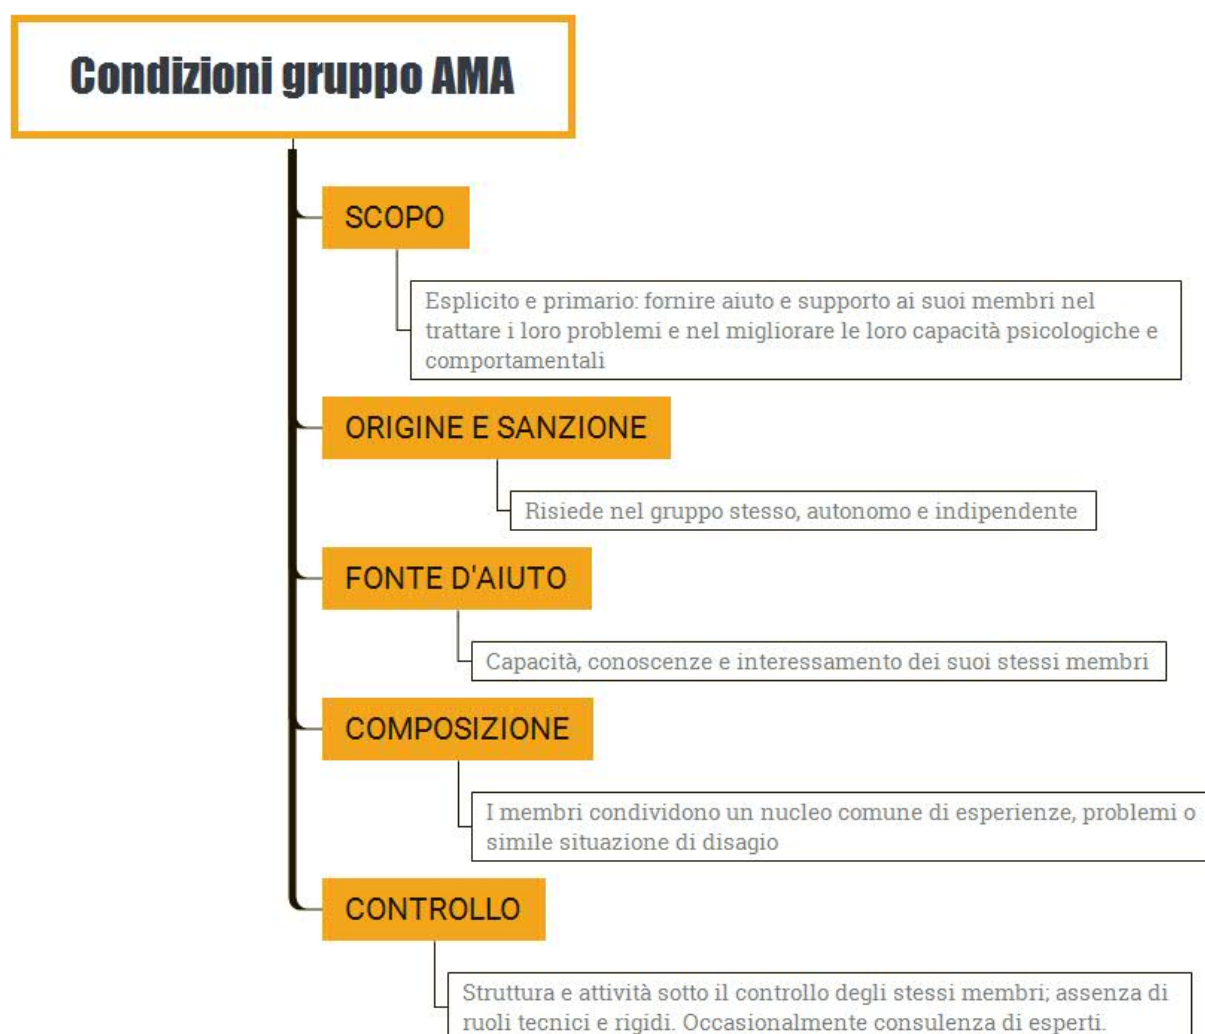 Condizioni gruppo AMA
SCOPO
Esplicito e primario: fornire aiuto e supporto ai suoi membri nel
trattare i loro problemi e nel migliorare le loro capacità psicologiche e
comportamentali
ORIGINE E SANZIONE
Risiede nel gruppo stesso, autonomo e indipendente
FONTE D'AIUTO
Capacità, conoscenze e interessamento dei suoi stessi membri
COMPOSIZIONE
I membri condividono un nucleo comune di esperienze, problemi o
simile situazione di disagio
CONTROLLO
Struttura e attività sotto il controllo degli stessi membri; assenza di
ruoli tecnici e rigidi. Occasionalmente consulenza di esperti.